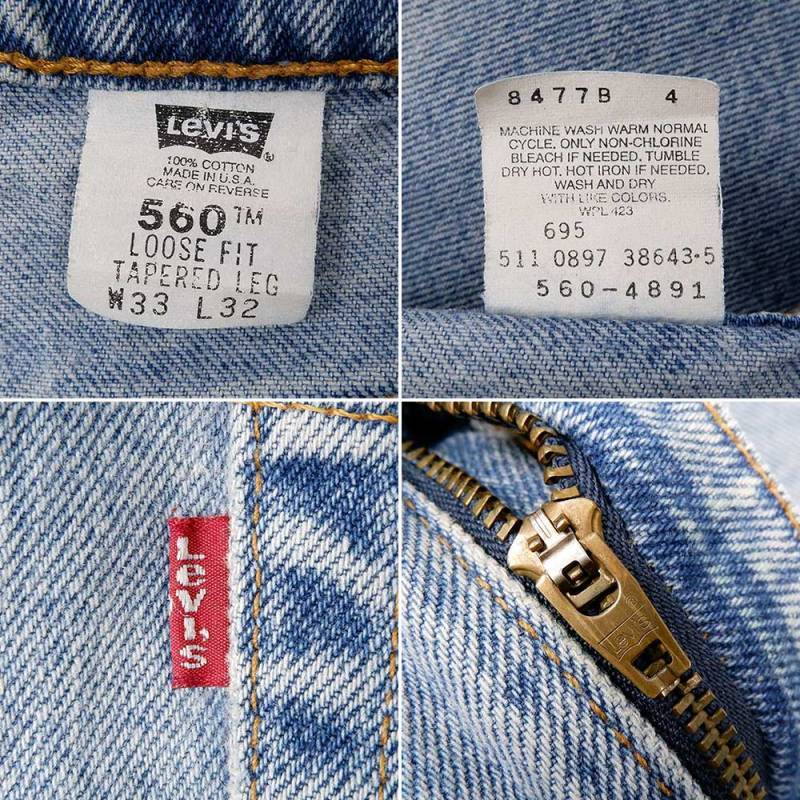 Levi's®
100% COTTON
MADE IN U.S.A.
CARE ON REVERSE
560™
LOOSE FIT
TAPERED LEG
W33 L32
8477B 4
MACHINE WASH WARM NORMAL
CYCLE. ONLY NON-CHLORINE
BLEACH IF NEEDED. TUMBLE
DRY HOT. HOT IRON IF NEEDED.
WASH AND DRY
WITH LIKE COLORS.
WPL 423
695
511 0897 38643-5
560-4891
Levi's